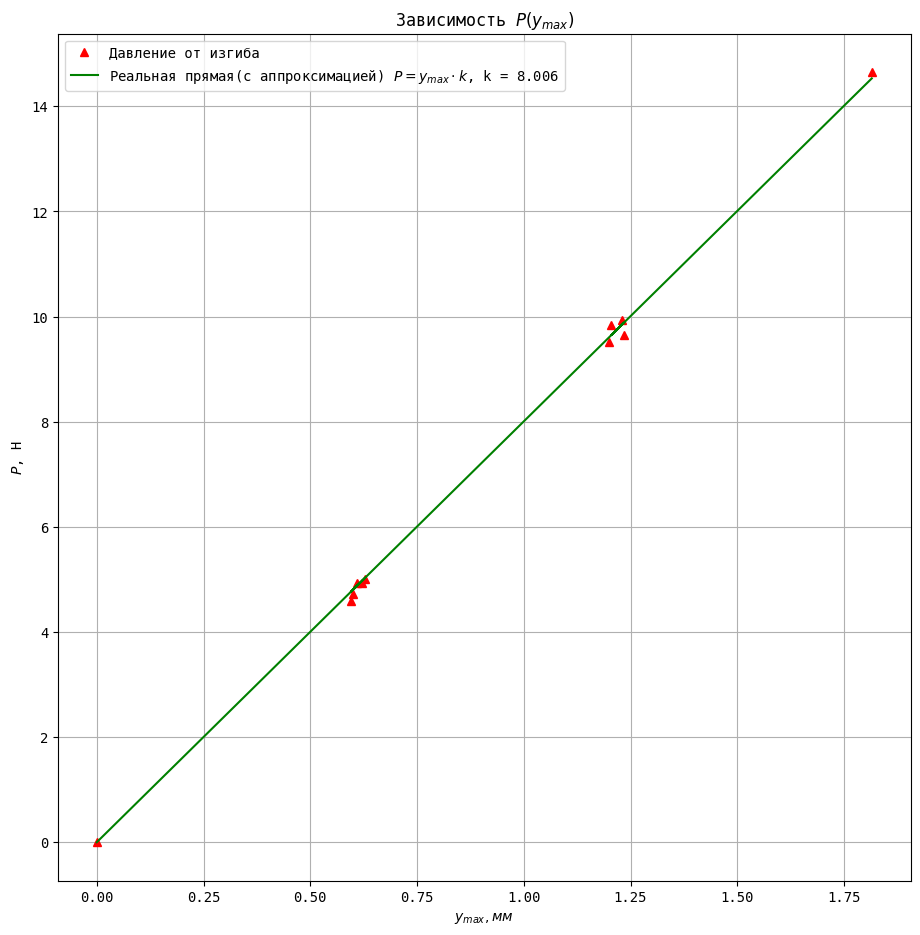 Зависимость P(y_max)
Давление от изгиба
Реальная прямая(с аппроксимацией) P = y_max · k, k = 8.006
P, Н
14
12
10
8
6
4
2
0
0.00 0.25 0.50 0.75 1.00 1.25 1.50 1.75
y_max, мм